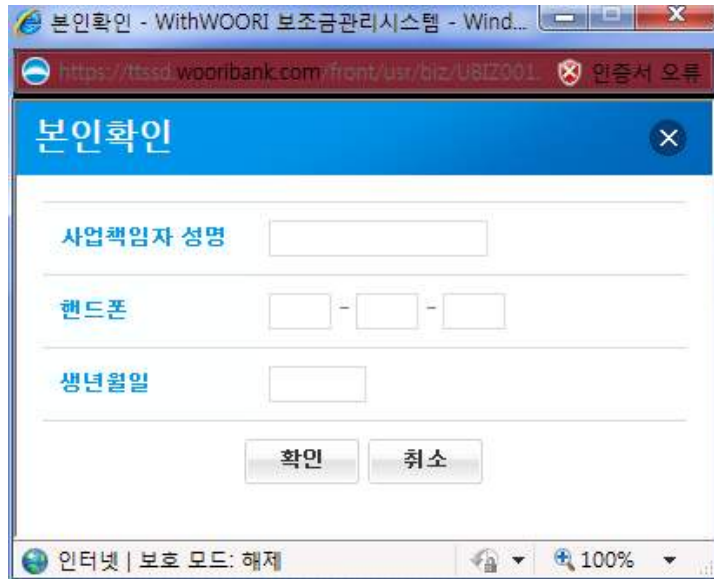 본인확인 - WithWOORI 보조금관리시스템 - Wind...
https://ttssd.wooribank.com/front/usr/biz/UBIZ001. 인증서 오류
본인확인
사업책임자 성명
핸드폰 - -
생년월일
확인 취소
인터넷 | 보호 모드: 해제 100%